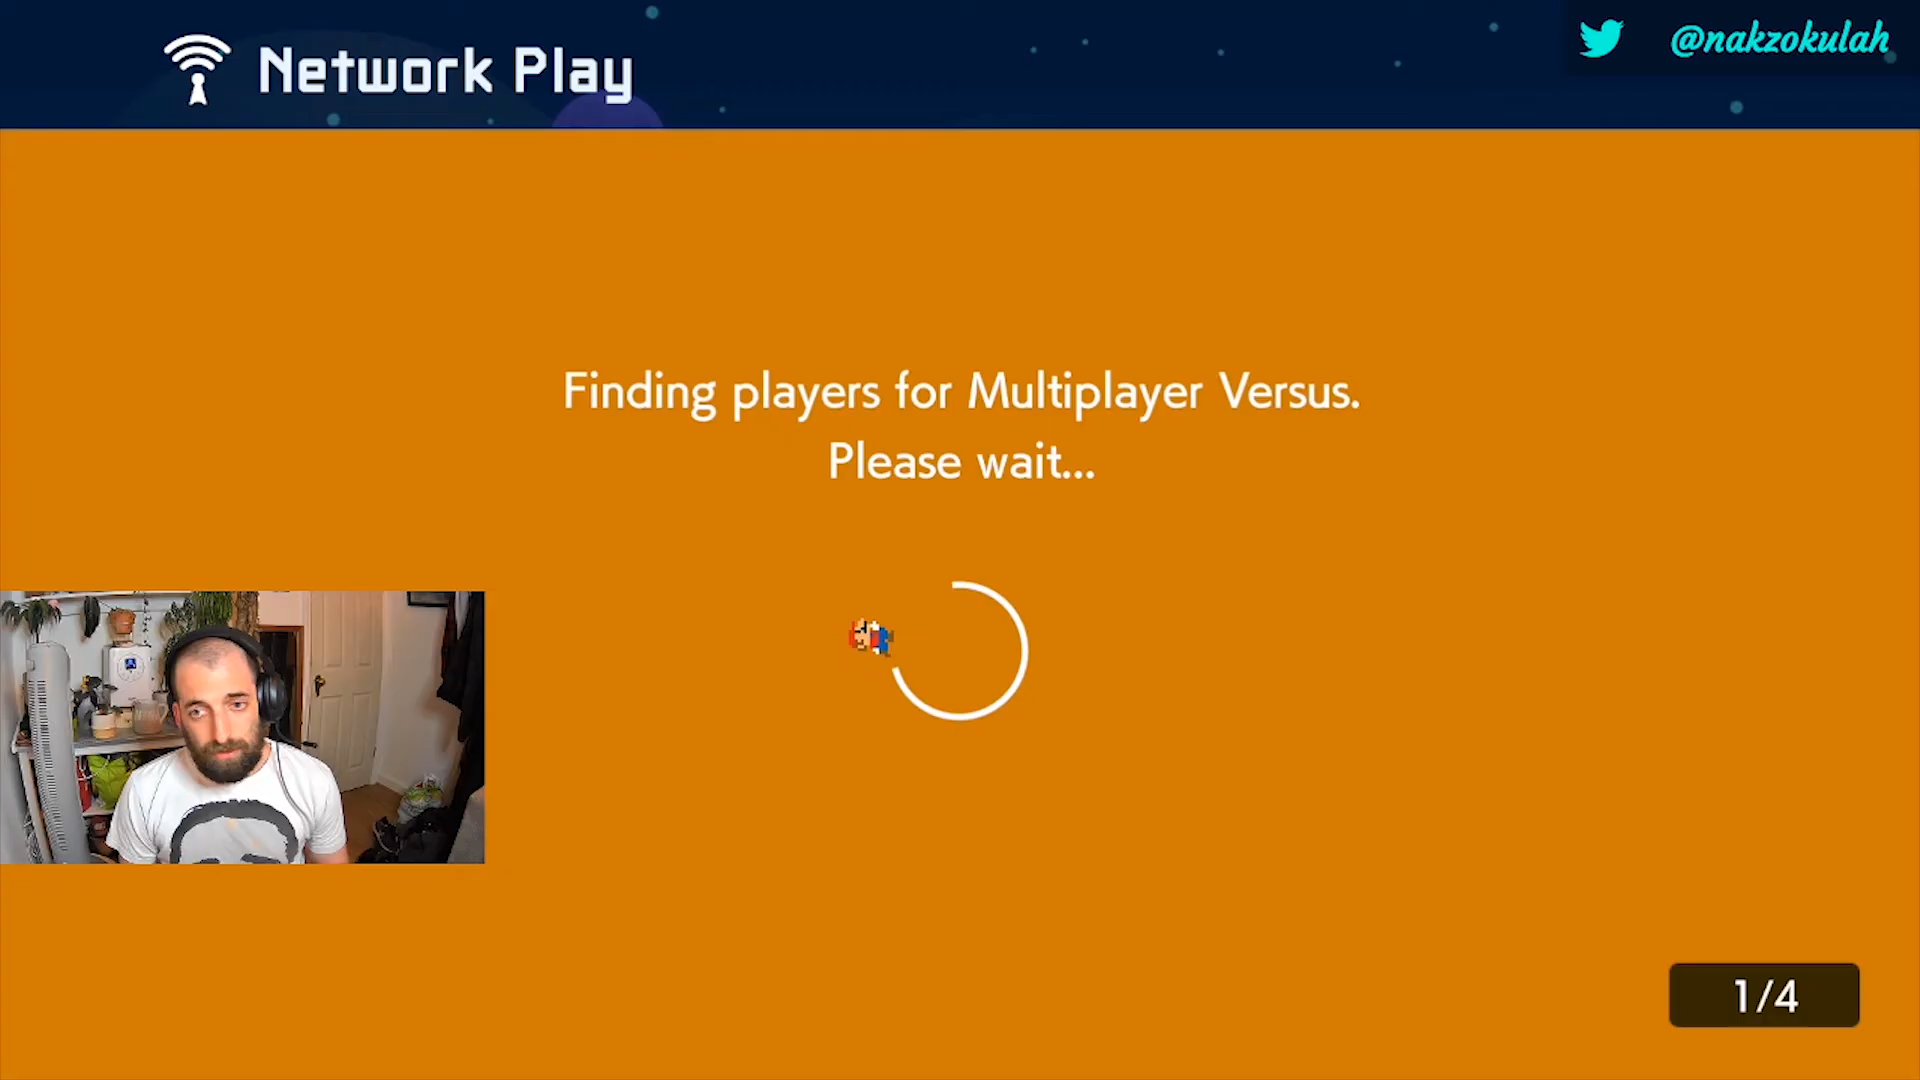 Network Play
@nakzokulah
Finding players for Multiplayer Versus.
Please wait...
1/4